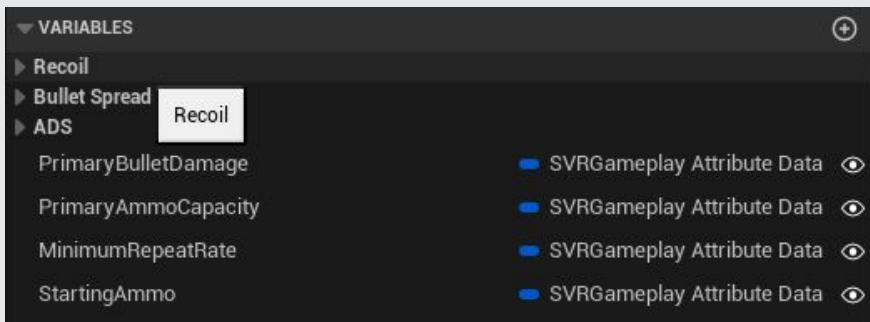 VARIABLES
Recoil
Bullet Spread
Recoil
ADS
PrimaryBulletDamage SVRGameplay Attribute Data
PrimaryAmmoCapacity SVRGameplay Attribute Data
MinimumRepeatRate SVRGameplay Attribute Data
StartingAmmo SVRGameplay Attribute Data